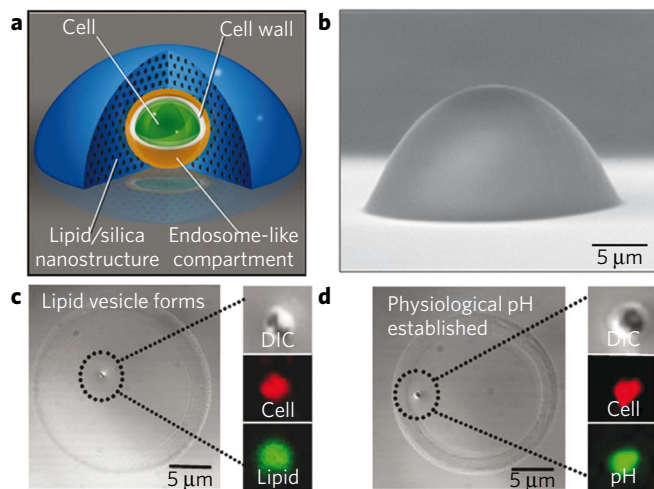 a
Cell
Cell wall
Lipid/silica
nanostructure
Endosome-like
compartment
b
5 μm
c
Lipid vesicle forms
DIC
Cell
Lipid
5 μm
d
Physiological pH
established
DIC
Cell
pH
5 μm